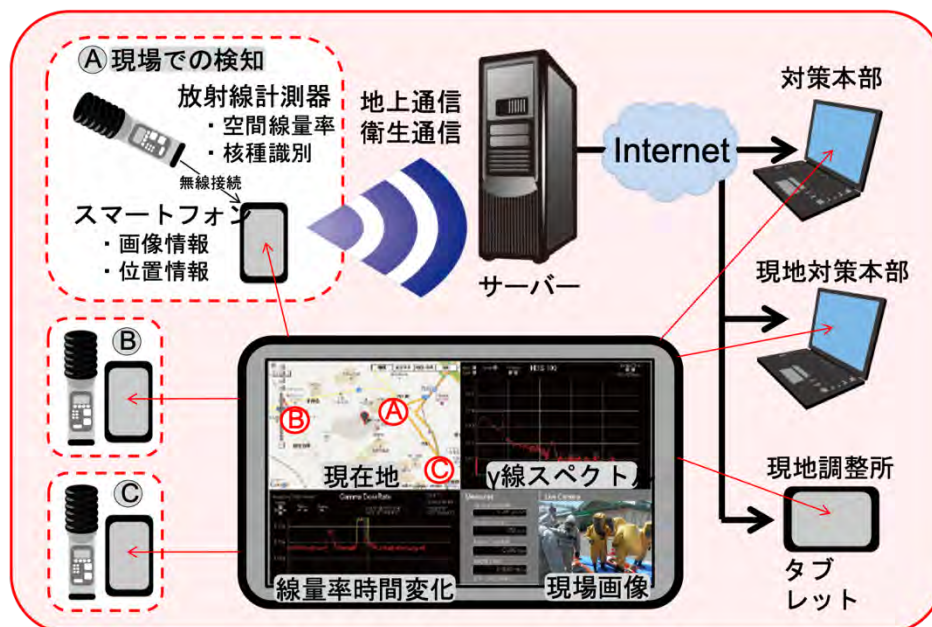 Ⓐ現場での検知
放射線計測器
・空間線量率
・核種識別
無線接続
スマートフォン
・画像情報
・位置情報
地上通信
衛生通信
サーバー
Internet
対策本部
現地対策本部
現地調整所
タブ
レット
Ⓑ
Ⓒ
Ⓐ
Ⓑ
Ⓒ
現在地
γ線スペクト
Gamma Dose Rate
線量率時間変化
Measures
Live Camera
現場画像